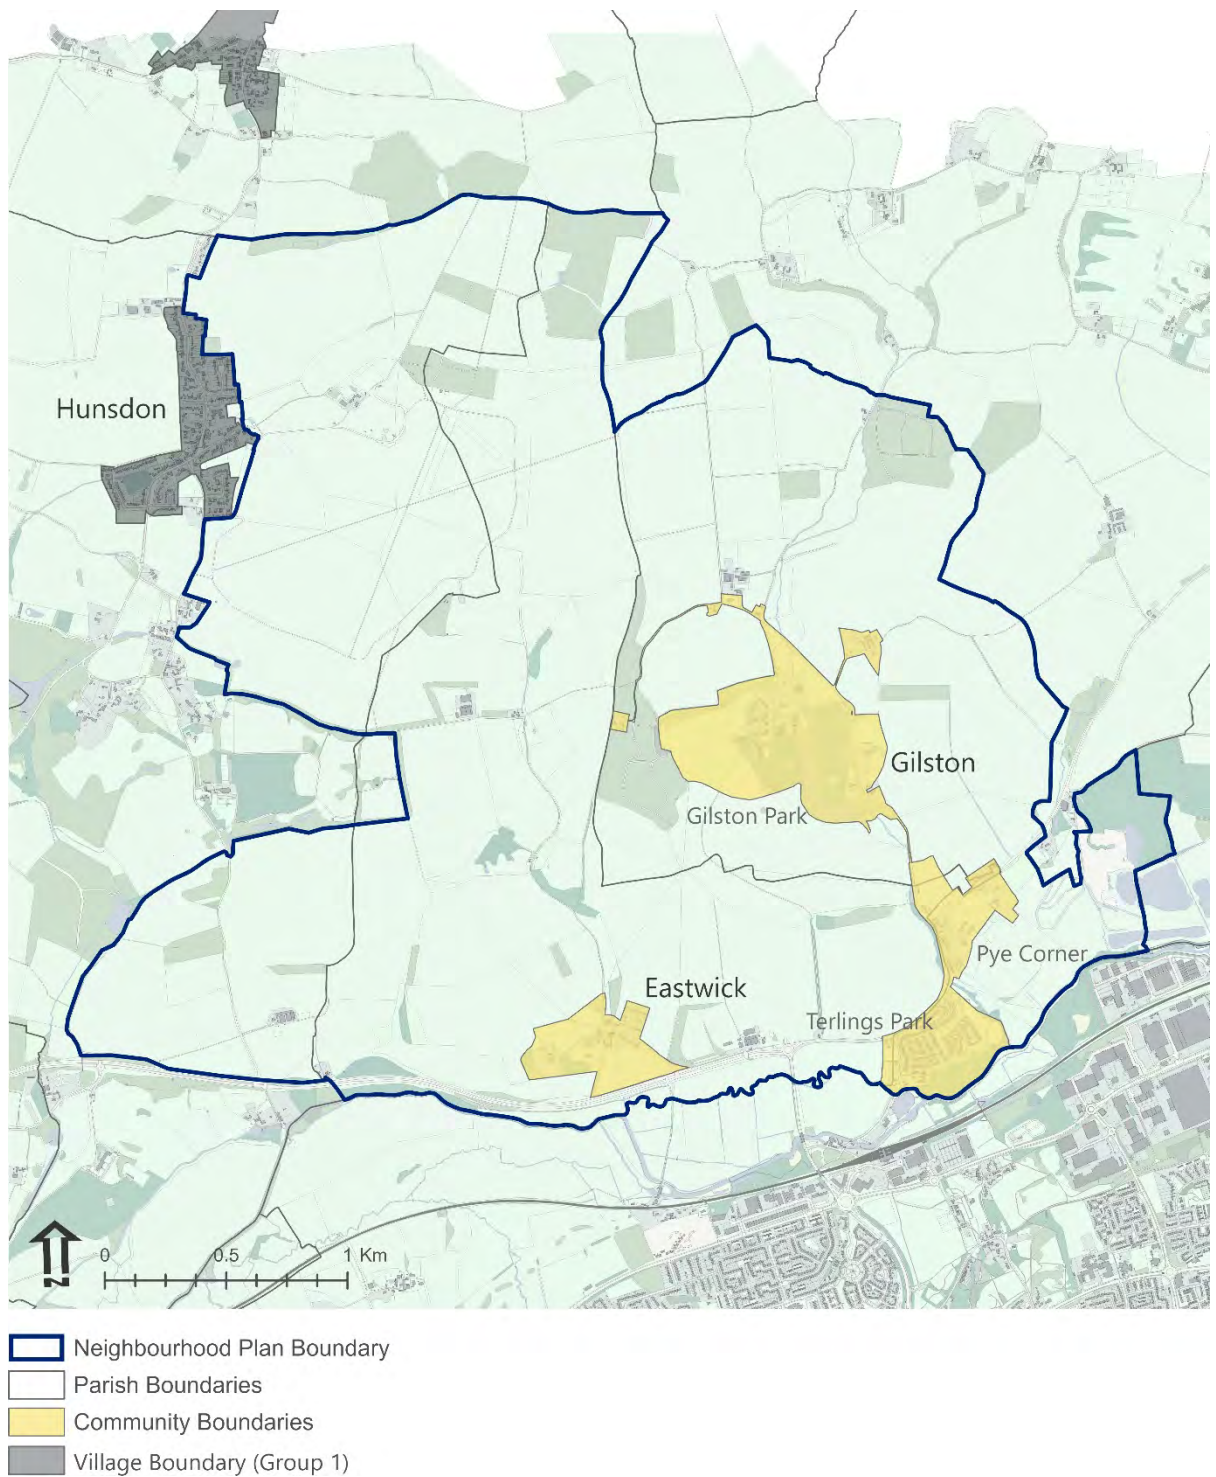 Hunsdon
Gilston
Gilston Park
Pye Corner
Eastwick
Terlings Park
N
0
0.5
1 Km
Neighbourhood Plan Boundary
Parish Boundaries
Community Boundaries
Village Boundary (Group 1)